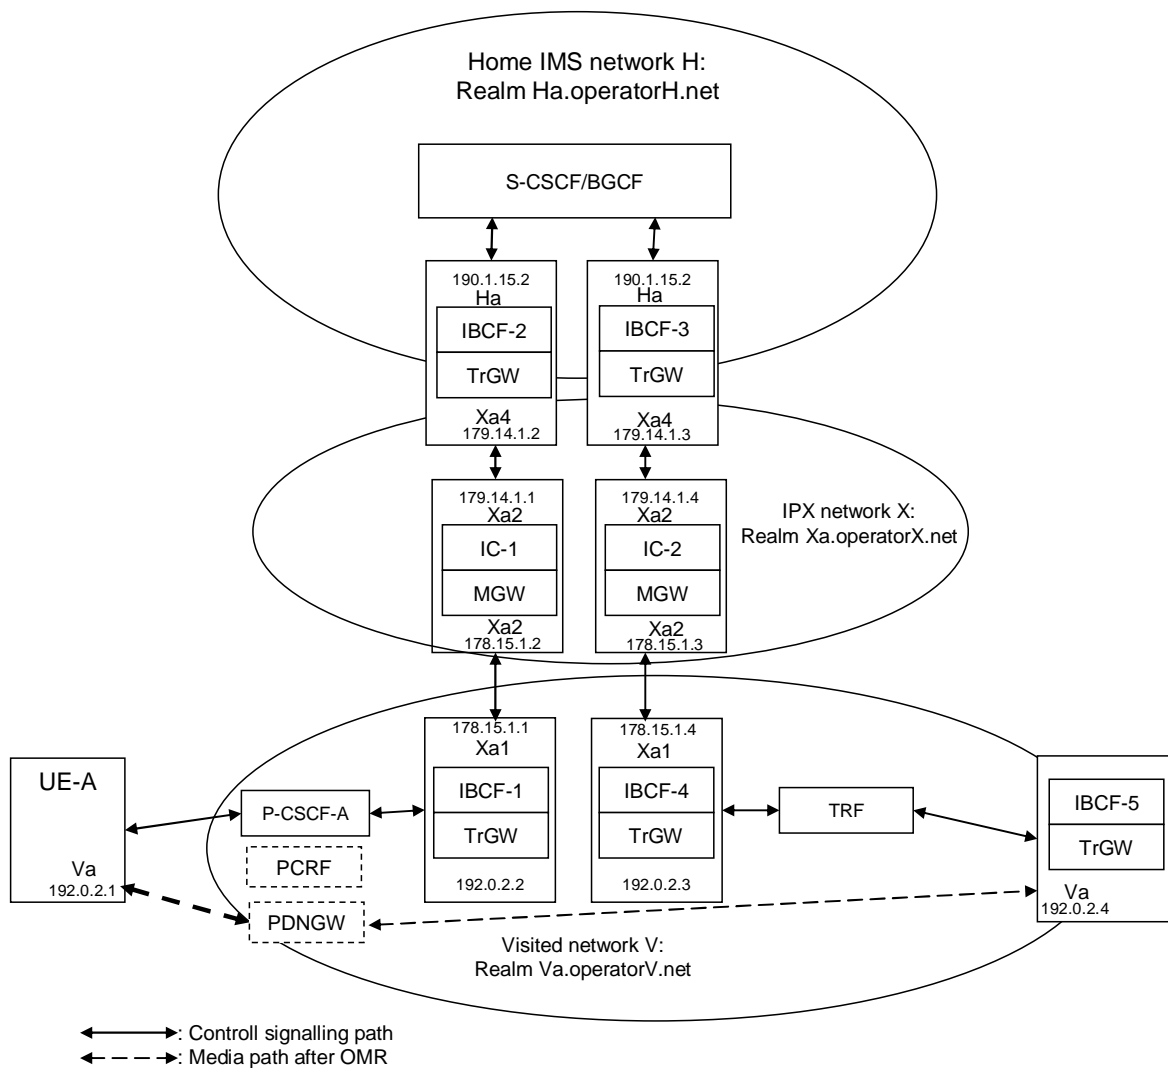 Home IMS network H:
Realm Ha.operatorH.net
S-CSCF/BGCF
190.1.15.2
Ha
IBCF-2
TrGW
Xa4
179.14.1.2
190.1.15.2
Ha
IBCF-3
TrGW
Xa4
179.14.1.3
179.14.1.1
Xa2
IC-1
MGW
Xa2
178.15.1.2
179.14.1.4
Xa2
IC-2
MGW
Xa2
178.15.1.3
IPX network X:
Realm Xa.operatorX.net
UE-A
Va
192.0.2.1
P-CSCF-A
PCRF
PDNGW
178.15.1.1
Xa1
IBCF-1
TrGW
192.0.2.2
178.15.1.4
Xa1
IBCF-4
TrGW
192.0.2.3
TRF
IBCF-5
TrGW
Va
192.0.2.4
Visited network V:
Realm Va.operatorV.net
: Controll signalling path
: Media path after OMR